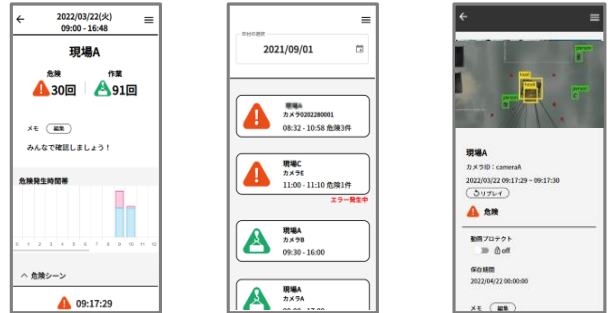 2022/03/22(火)
09:00 - 16:48
現場A
危険
30回
作業
91回
メモ
編集
みんなで確認しましょう！
危険発生時間帯
0 1 2 3 4 5 6 7 8 9 10 11 12
危険シーン
09:17:29
日付の選択
2021/09/01
カメラ0202280001
08:32 - 10:58 危険3件
現場C
カメラE
11:00 - 11:10 危険1件
エラー発生中
現場A
カメラB
09:30 - 16:00
現場A
カメラA
person
head
person
person
現場A
カメラID：cameraA
2022/03/22 09:17:29 ~ 09:17:30
リプレイ
危険
動画プロテクト
off
保存期間
2022/04/22 00:00:00
メモ
編集